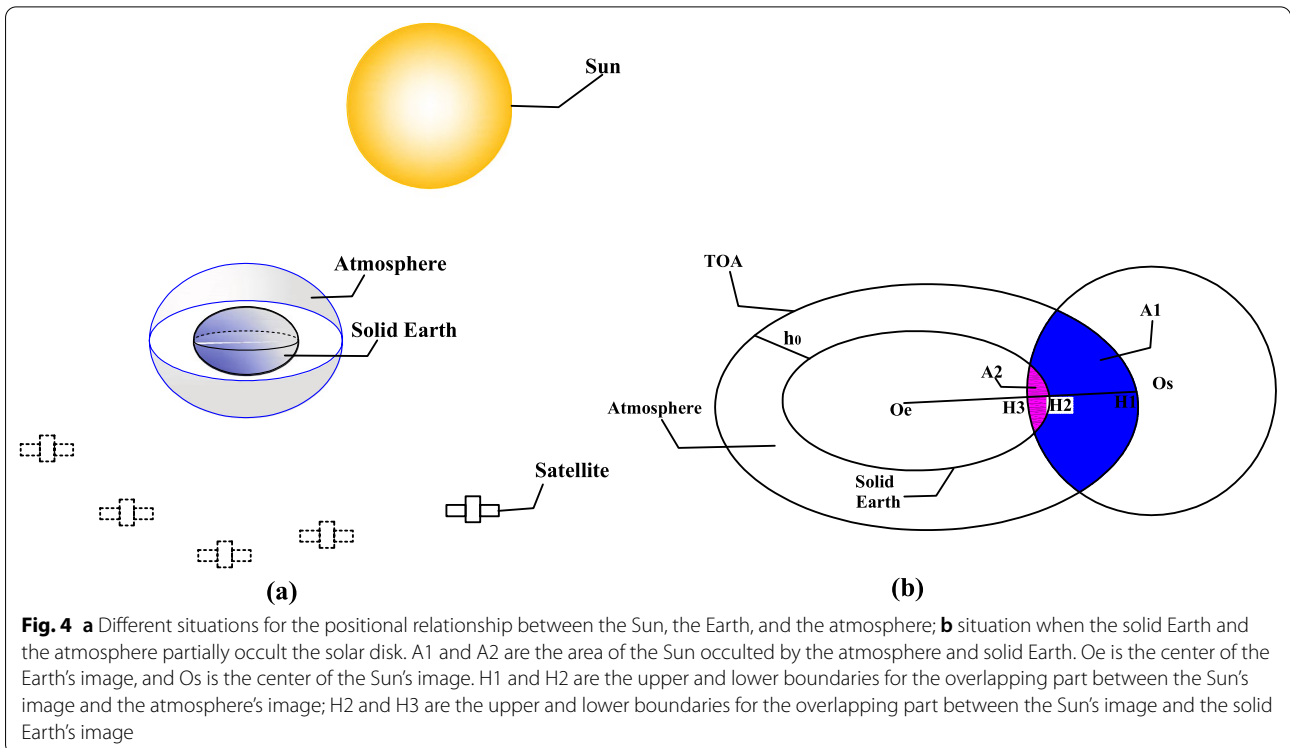 Sun
Atmosphere
Solid Earth
Satellite
(a)
TOA
h0
A1
A2
Os
Oe
H3
H2
H1
Atmosphere
Solid
Earth
(b)
Fig. 4 a Different situations for the positional relationship between the Sun, the Earth, and the atmosphere; b situation when the solid Earth and
the atmosphere partially occult the solar disk. A1 and A2 are the area of the Sun occulted by the atmosphere and solid Earth. Oe is the center of the
Earth's image, and Os is the center of the Sun's image. H1 and H2 are the upper and lower boundaries for the overlapping part between the Sun's
image and the atmosphere's image; H2 and H3 are the upper and lower boundaries for the overlapping part between the Sun's image and the solid
Earth's image